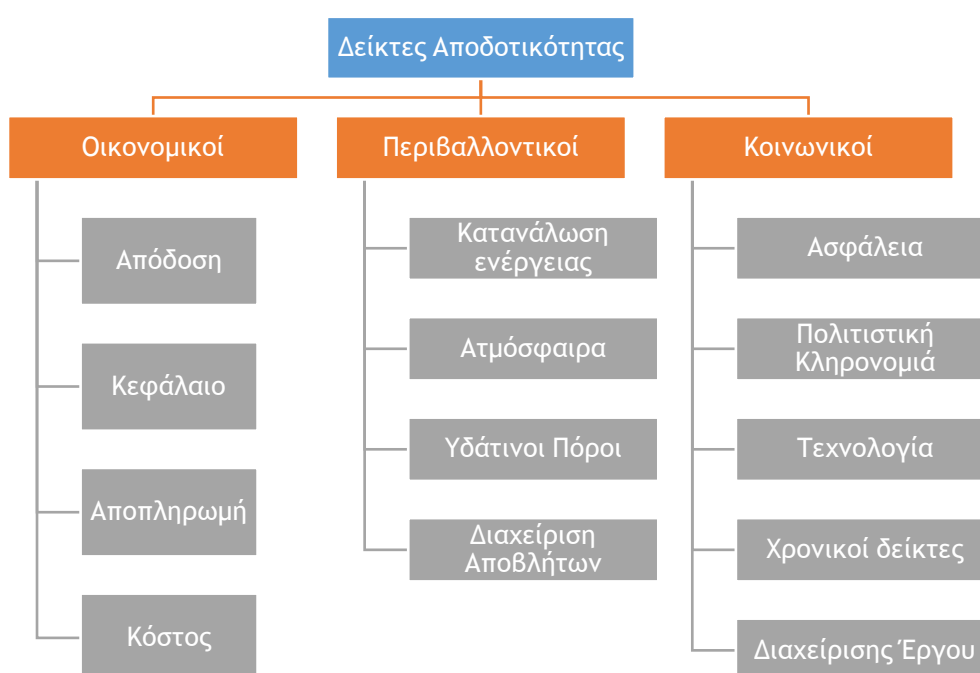 Δείκτες Αποδοτικότητας
Οικονομικοί
Απόδοση
Κεφάλαιο
Αποπληρωμή
Κόστος
Περιβαλλοντικοί
Κατανάλωση
ενέργειας
Ατμόσφαιρα
Υδάτινοι Πόροι
Διαχείριση
Αποβλήτων
Κοινωνικοί
Ασφάλεια
Πολιτιστική
Κληρονομιά
Τεχνολογία
Χρονικοί δείκτες
Διαχείρισης Έργου